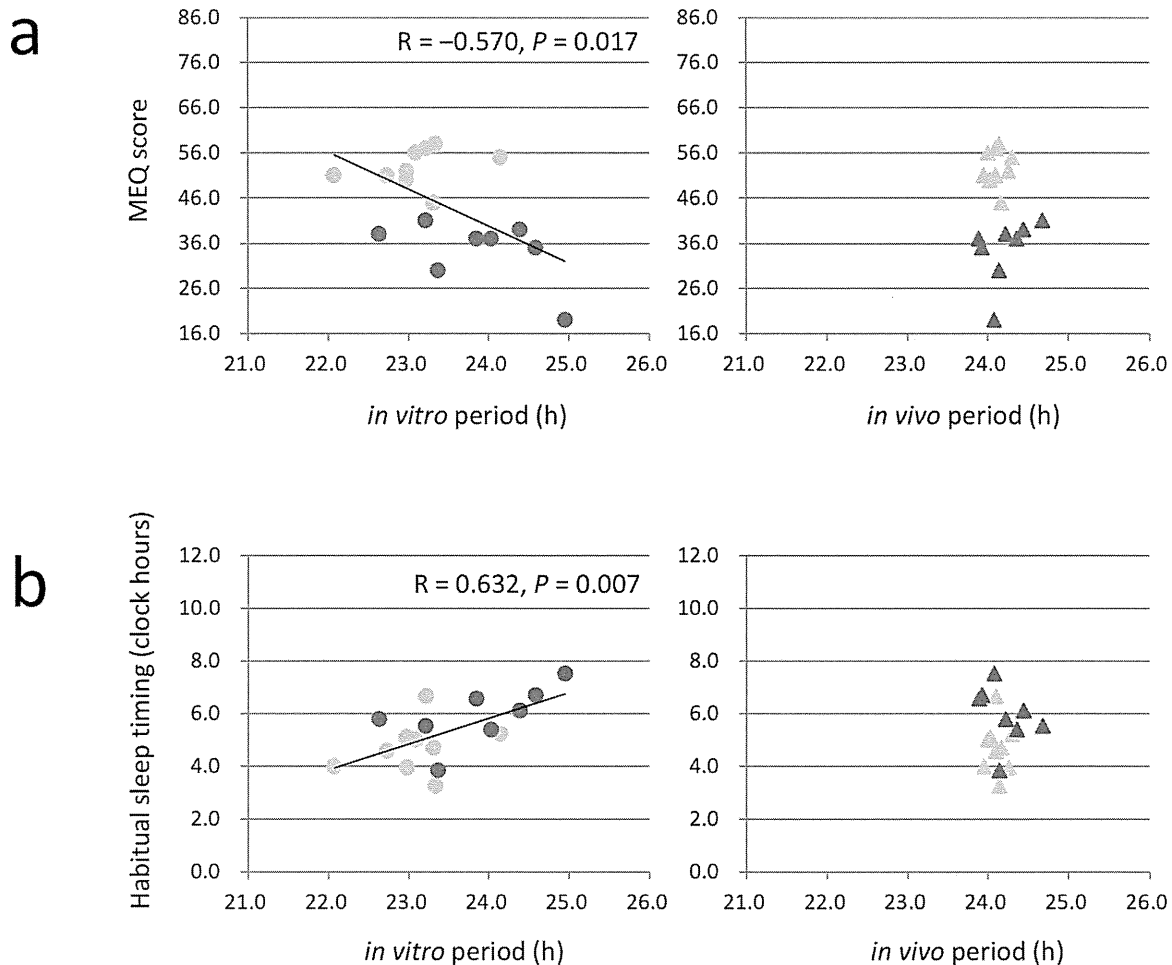 a
R = –0.570, P = 0.017
MEQ score
86.0
76.0
66.0
56.0
46.0
36.0
26.0
16.0
21.0 22.0 23.0 24.0 25.0 26.0
in vitro period (h)
86.0
76.0
66.0
56.0
46.0
36.0
26.0
16.0
21.0 22.0 23.0 24.0 25.0 26.0
in vivo period (h)
b
R = 0.632, P = 0.007
Habitual sleep timing (clock hours)
12.0
10.0
8.0
6.0
4.0
2.0
0.0
21.0 22.0 23.0 24.0 25.0 26.0
in vitro period (h)
12.0
10.0
8.0
6.0
4.0
2.0
0.0
21.0 22.0 23.0 24.0 25.0 26.0
in vivo period (h)